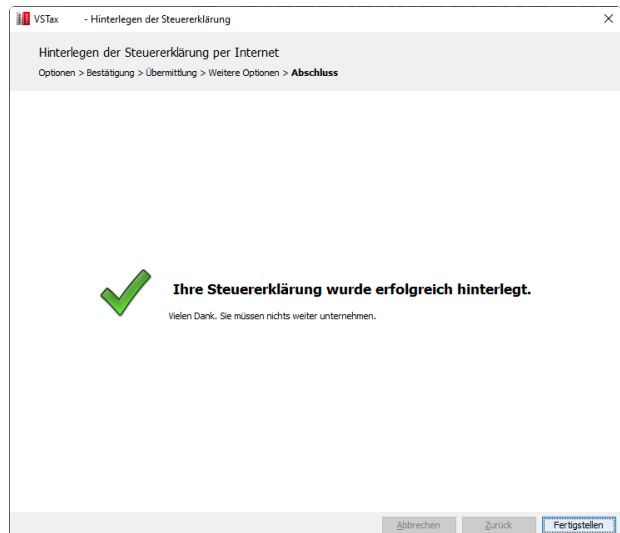 VSTax - Hinterlegen der Steuererklärung
Hinterlegen der Steuererklärung per Internet
Optionen > Bestätigung > Übermittlung > Weitere Optionen > Abschluss
Ihre Steuererklärung wurde erfolgreich hinterlegt.
Vielen Dank. Sie müssen nichts weiter unternehmen.
Abbrechen Zurück Fertigstellen